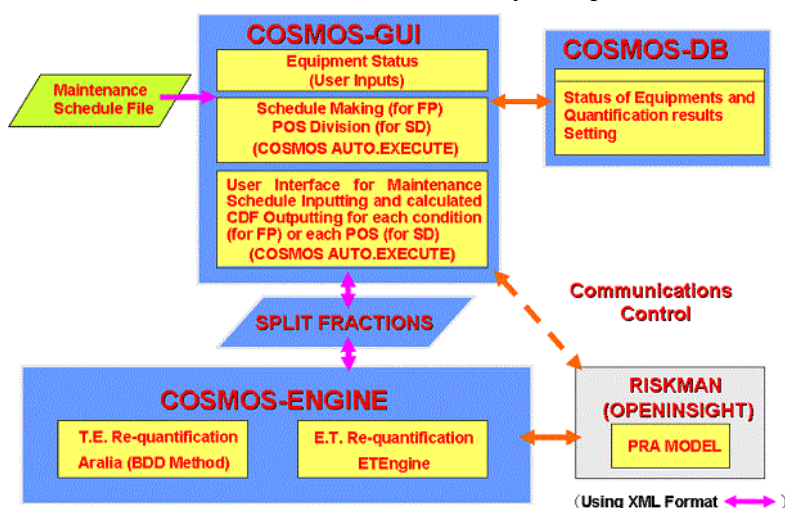 COSMOS-GUI
Equipment Status
(User Inputs)
Maintenance
Schedule File
Schedule Making (for FP)
POS Division (for SD)
(COSMOS AUTO.EXECUTE)
User Interface for Maintenance
Schedule Inputting and calculated
CDF Outputting for each condition
(for FP) or each POS (for SD)
(COSMOS AUTO.EXECUTE)
COSMOS-DB
Status of Equipments and
Quantification results
Setting
SPLIT FRACTIONS
Communications
Control
COSMOS-ENGINE
T.E. Re-quantification
Aralia (BDD Method)
E.T. Re-quantification
ETEngine
RISKMAN
(OPENINSIGHT)
PRA MODEL
(Using XML Format )